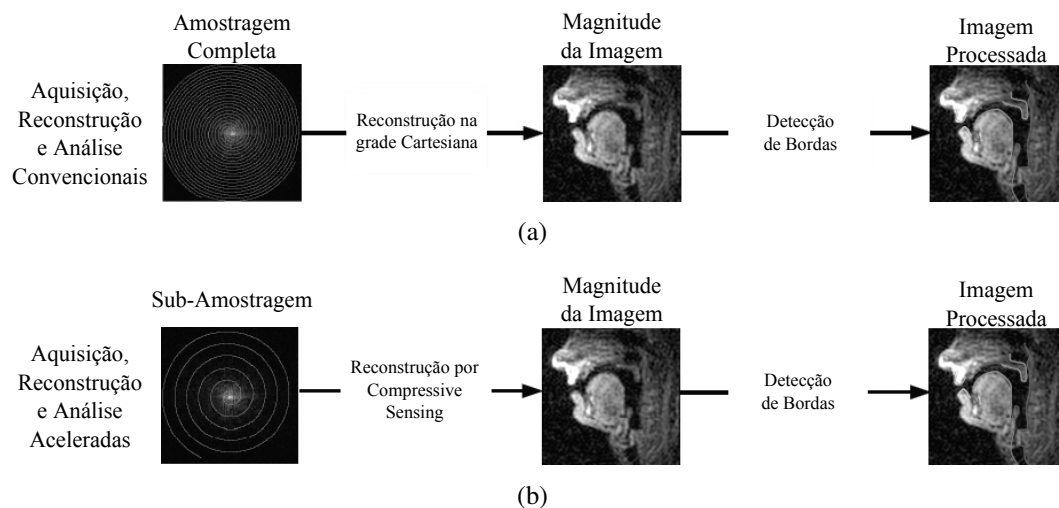 Amostragem
Completa
Magnitude
da Imagem
Imagem
Processada
Aquisição,
Reconstrução
e Análise
Convencionais
Reconstrução na
grade Cartesiana
Detecção
de Bordas
(a)
Sub-Amostragem
Magnitude
da Imagem
Imagem
Processada
Aquisição,
Reconstrução
e Análise
Aceleradas
Reconstrução por
Compressive
Sensing
Detecção
de Bordas
(b)